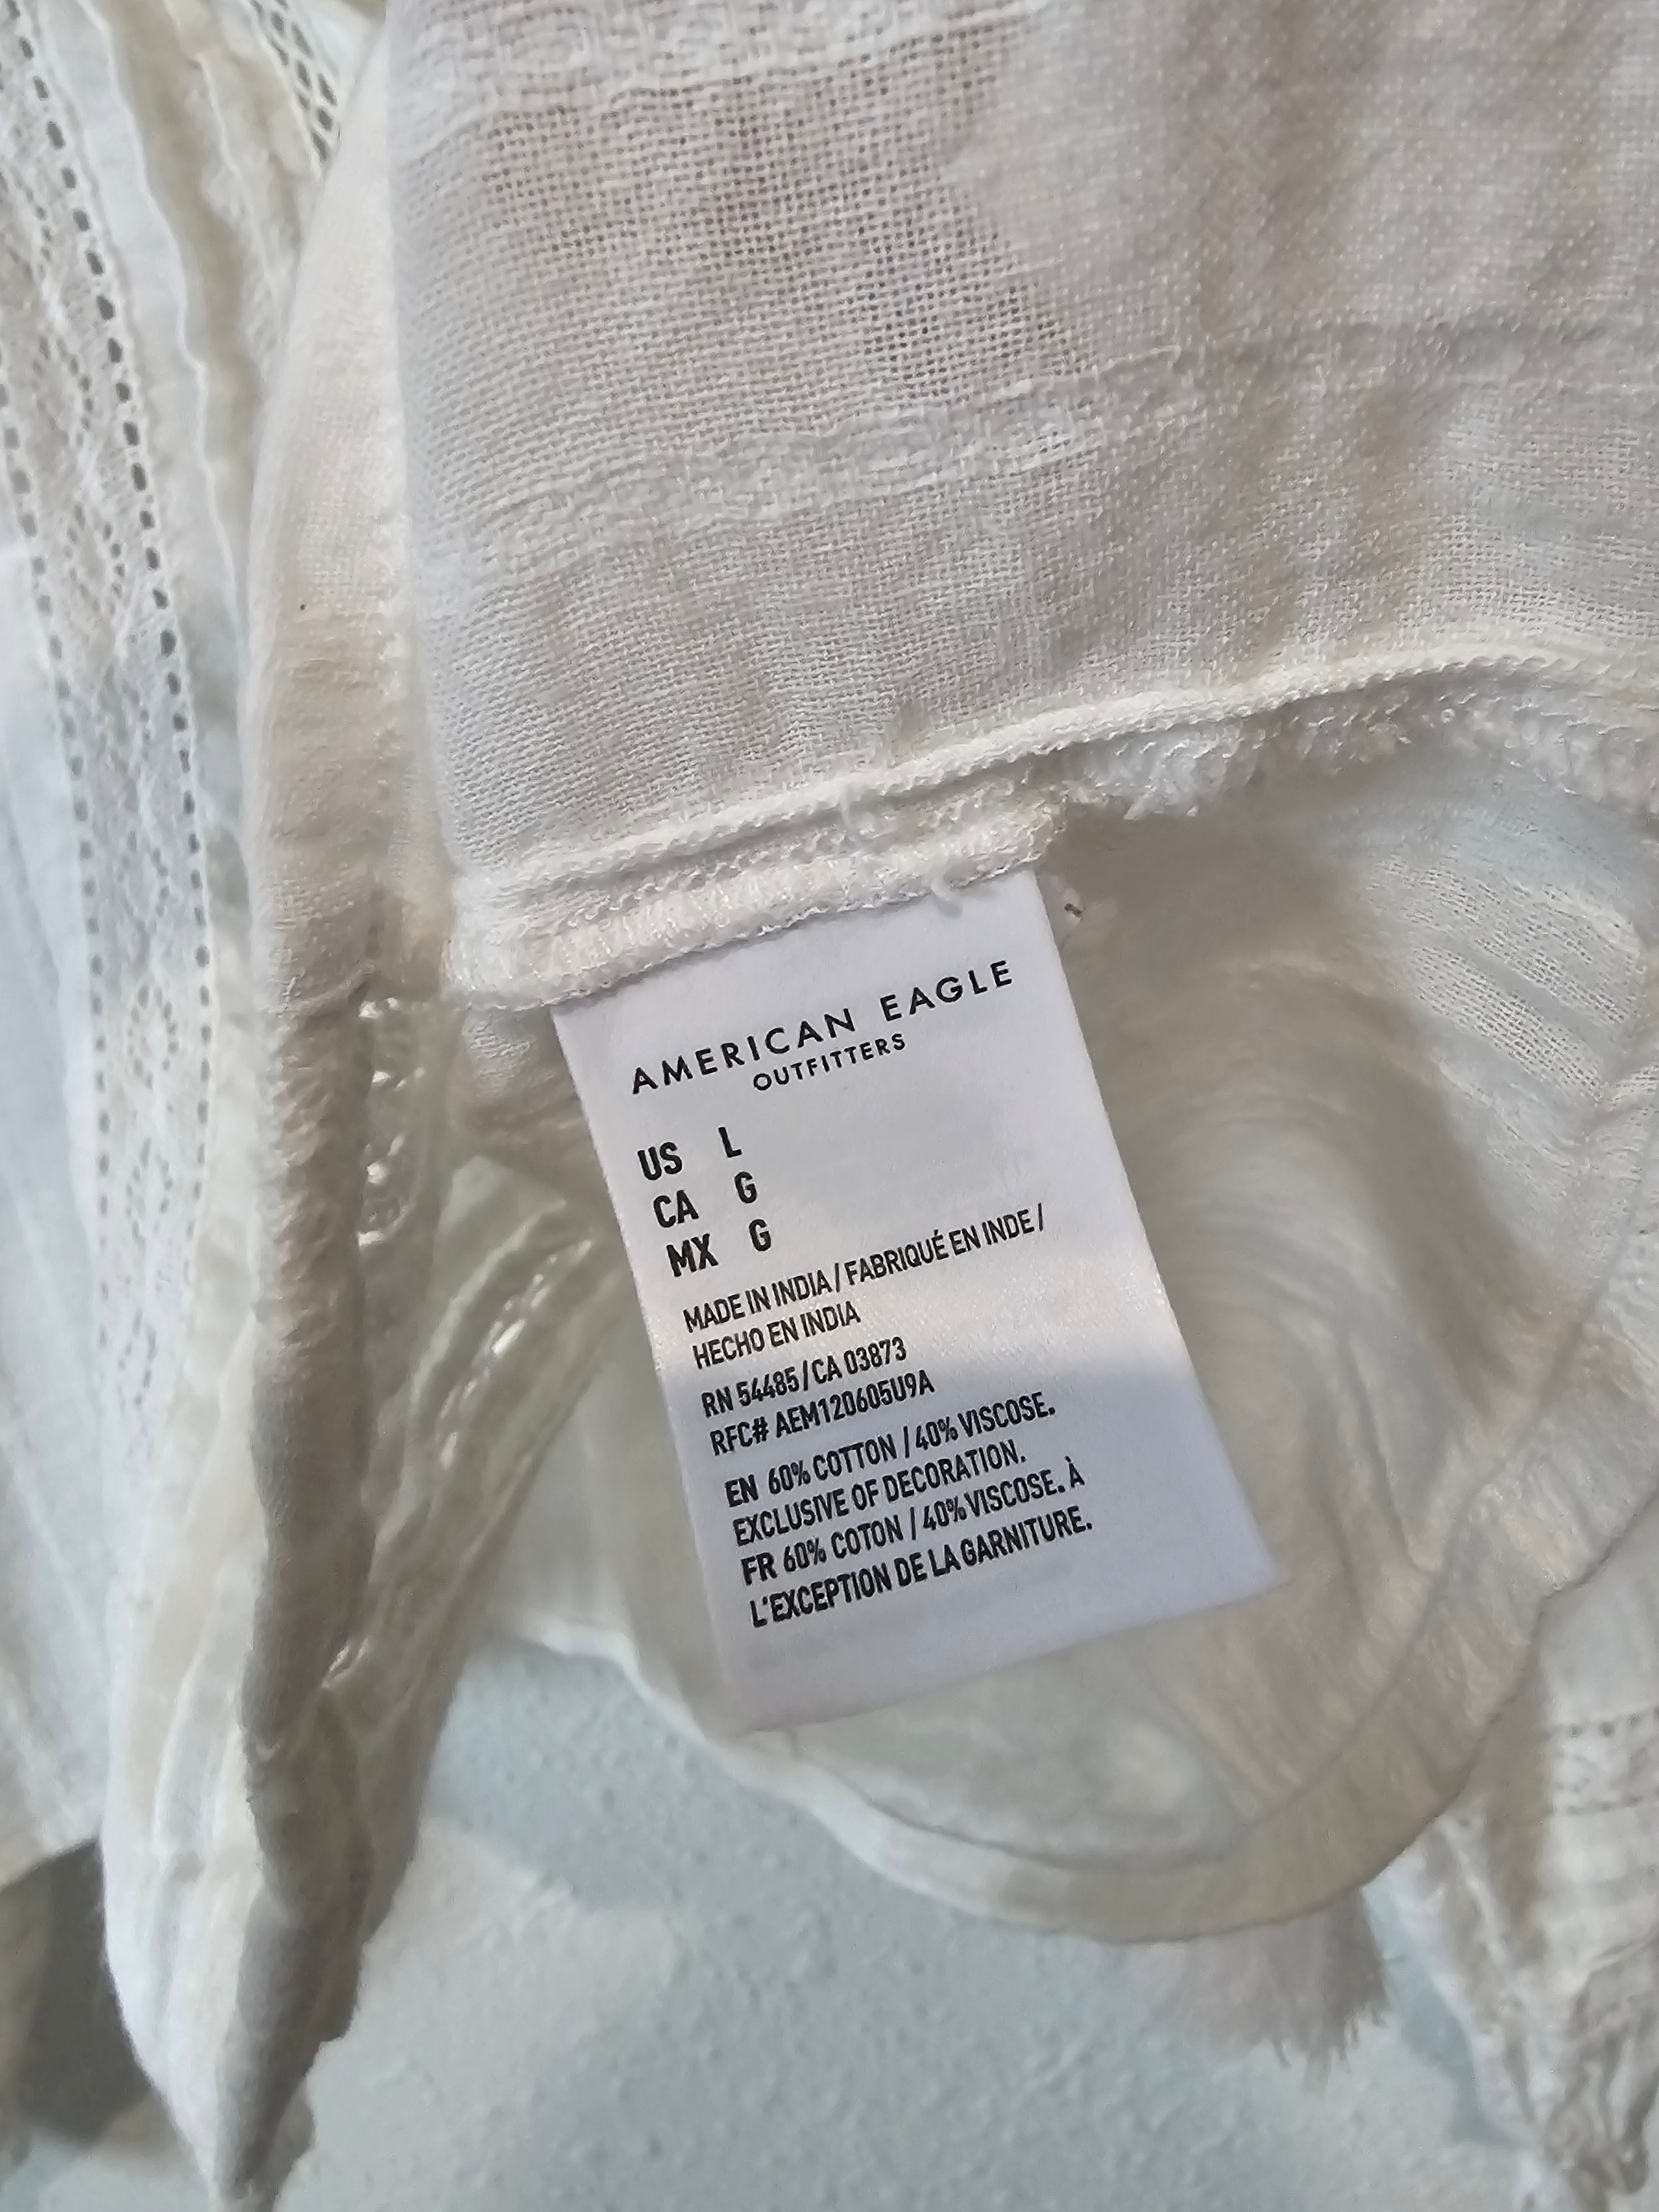 AMERICAN EAGLE
OUTFITTERS
US L
CA G
MX G
MADE IN INDIA / FABRIQUÉ EN INDE /
HECHO EN INDIA
RN 54485 / CA 03873
RFC# AEM120605U9A
EN 60% COTTON / 40% VISCOSE.
EXCLUSIVE OF DECORATION.
FR 60% COTON / 40% VISCOSE. À
L'EXCEPTION DE LA GARNITURE.